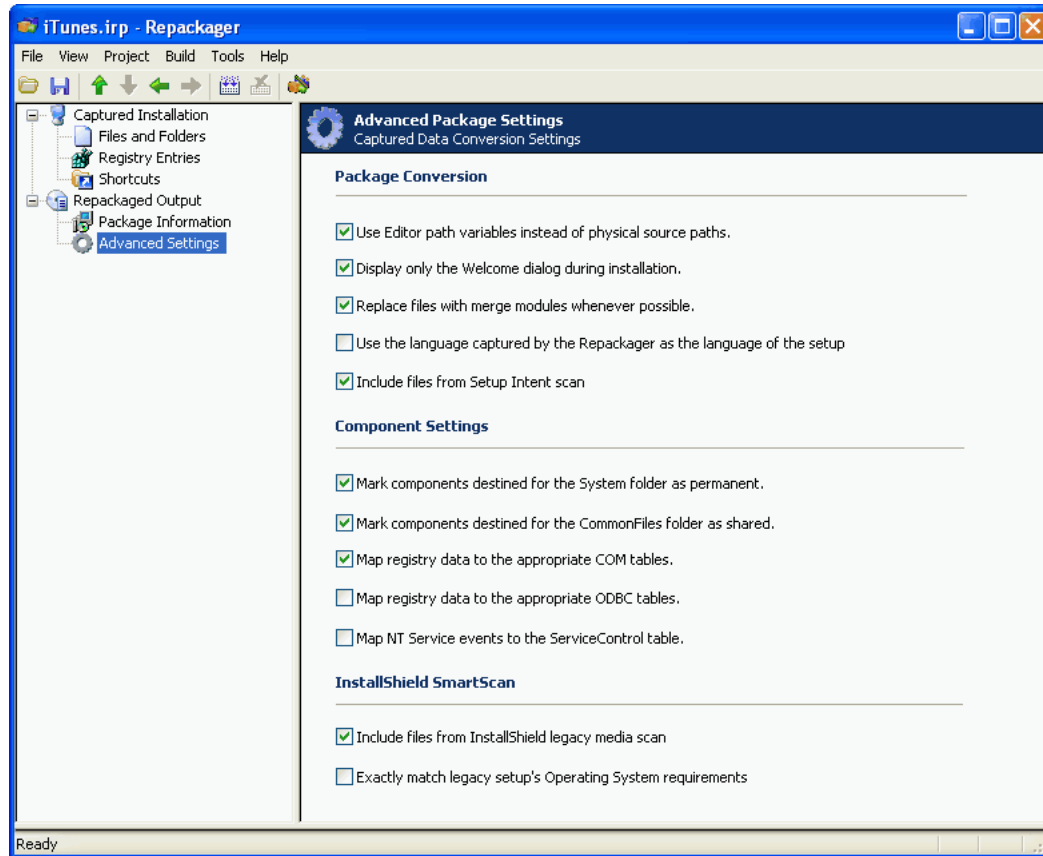 iTunes.irp - Repackager
File View Project Build Tools Help
Captured Installation
Files and Folders
Registry Entries
Shortcuts
Repackaged Output
Package Information
Advanced Settings
Advanced Package Settings
Captured Data Conversion Settings
Package Conversion
Use Editor path variables instead of physical source paths.
Display only the Welcome dialog during installation.
Replace files with merge modules whenever possible.
Use the language captured by the Repackager as the language of the setup
Include files from Setup Intent scan
Component Settings
Mark components destined for the System folder as permanent.
Mark components destined for the CommonFiles folder as shared.
Map registry data to the appropriate COM tables.
Map registry data to the appropriate ODBC tables.
Map NT Service events to the ServiceControl table.
InstallShield SmartScan
Include files from InstallShield legacy media scan
Exactly match legacy setup's Operating System requirements
Ready